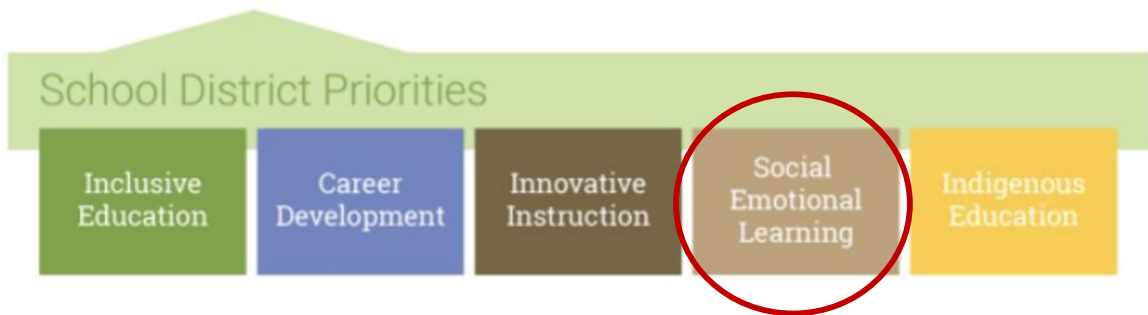 School District Priorities
Inclusive
Education
Career
Development
Innovative
Instruction
Social
Emotional
Learning
Indigenous
Education